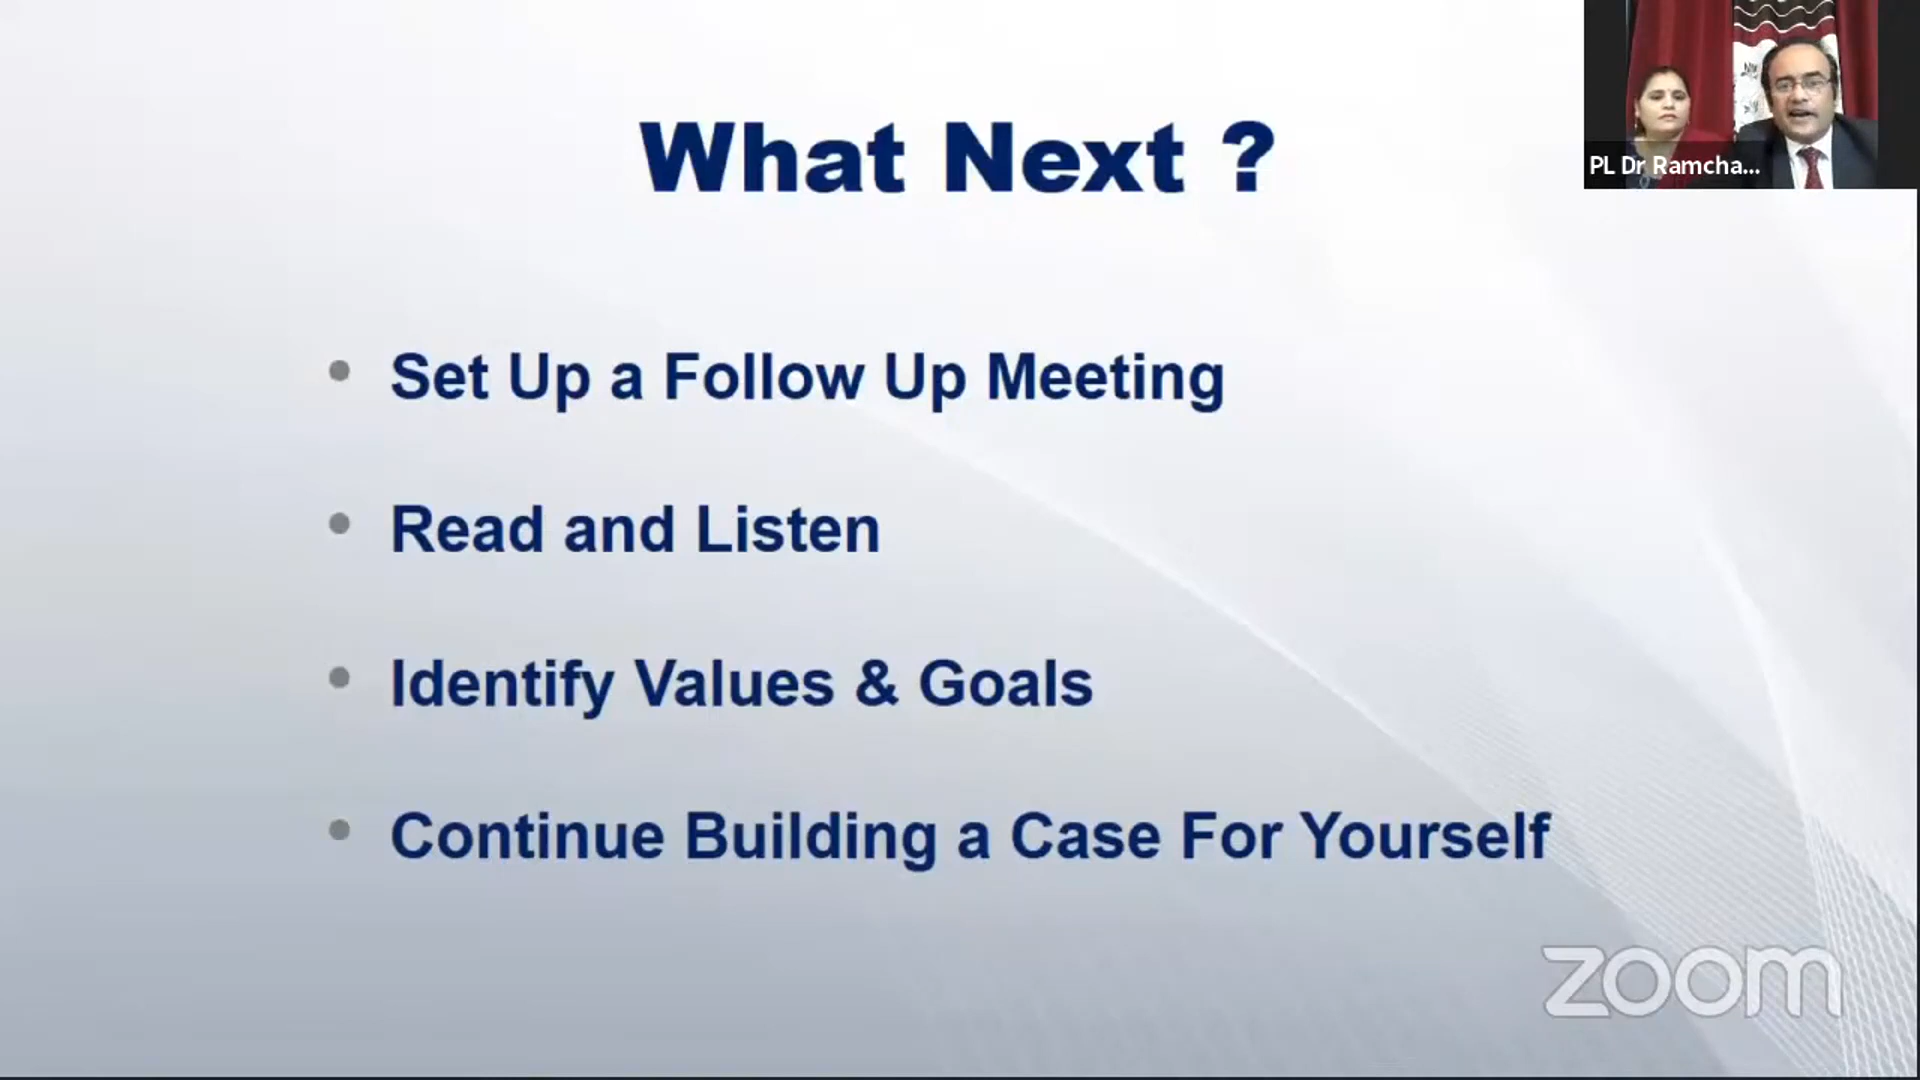 What Next ?
PL Dr Ramcha...
• Set Up a Follow Up Meeting
• Read and Listen
• Identify Values & Goals
• Continue Building a Case For Yourself
zoom